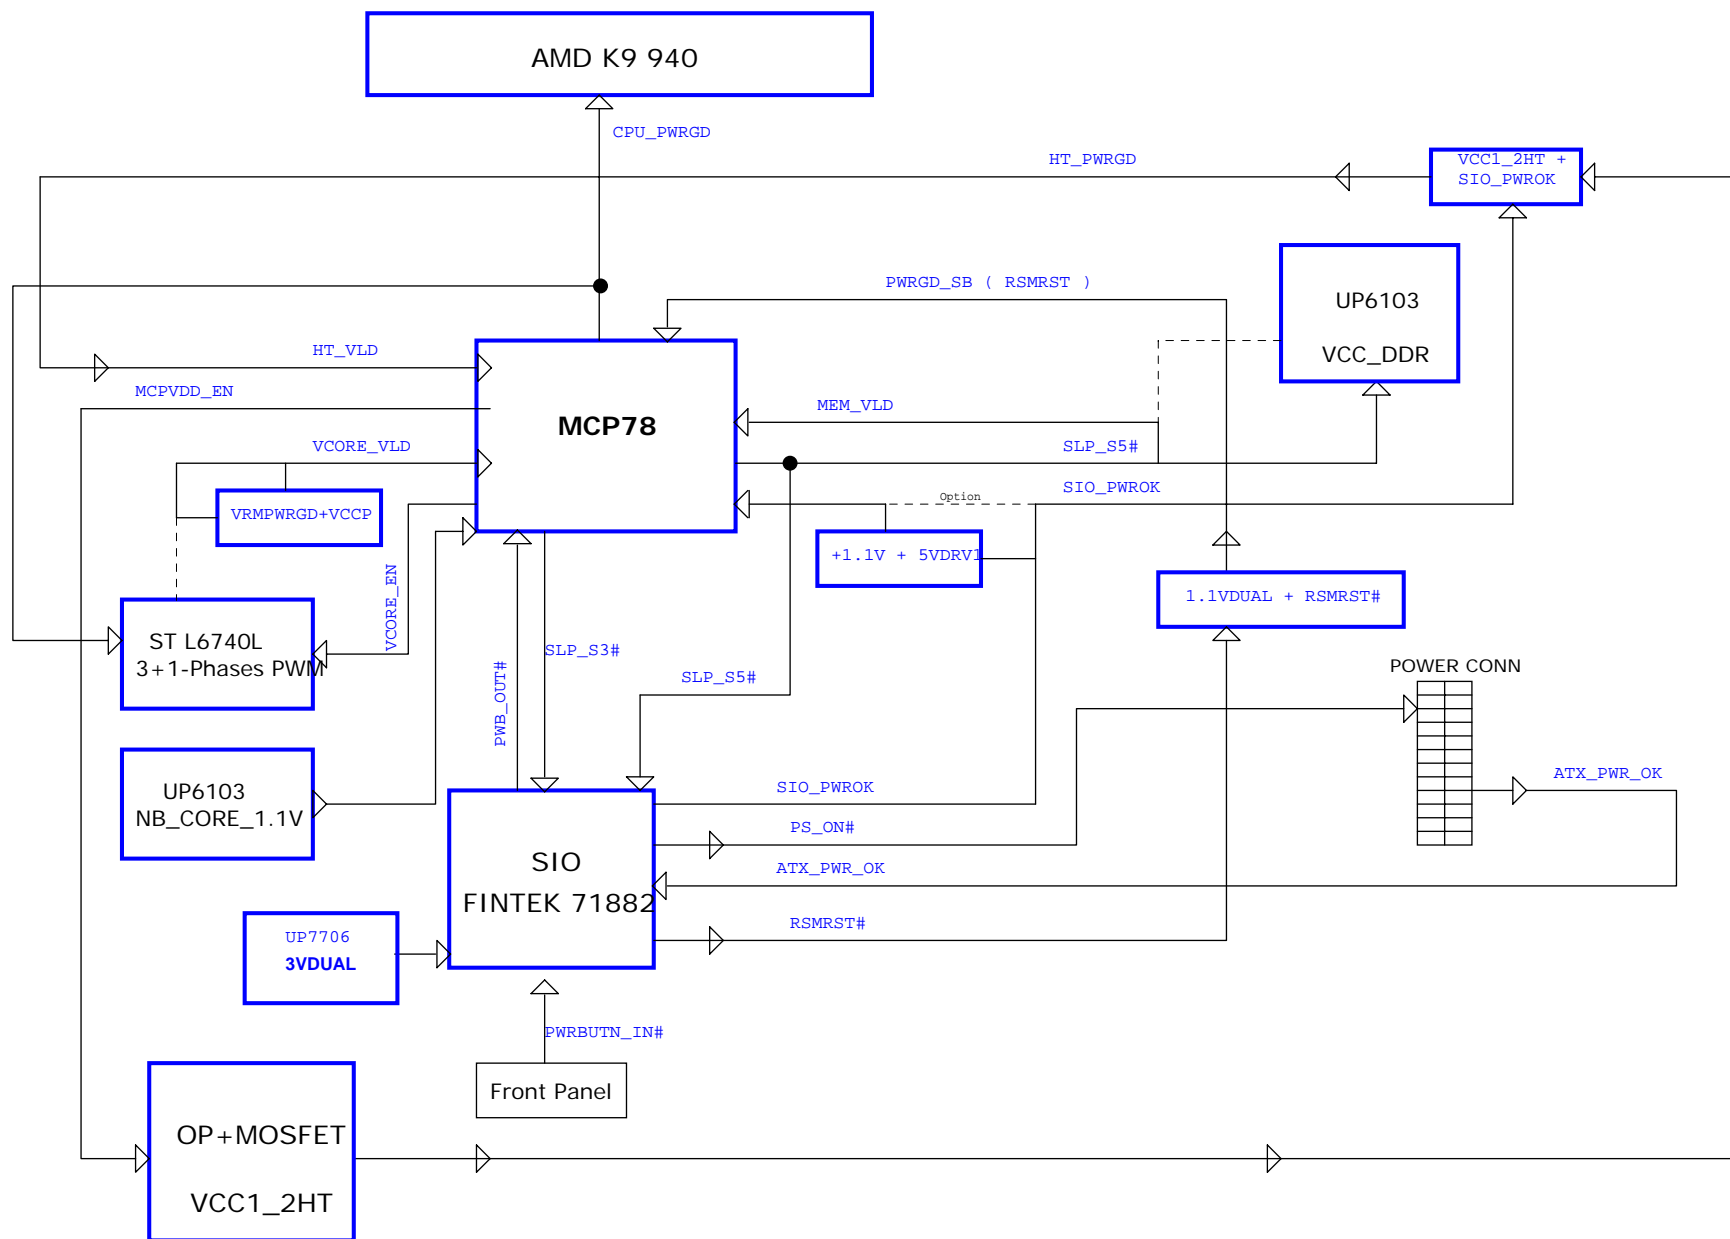 AMD K9 940
CPU_PWRGD
HT_PWRGD
VCC1_2HT +
SIO_PWROK
PWRGD_SB ( RSMRST )
UP6103
VCC_DDR
HT_VLD
MCPVDD_EN
MCP78
MEM_VLD
VCORE_VLD
SLP_S5#
SIO_PWROK
Option
VRMPWRGD+VCCP
+1.1V + 5VDRV1
1.1VDUAL + RSMRST#
VCORE_EN
ST L6740L
3+1-Phases PWM
SLP_S3#
PWB_OUT#
SLP_S5#
POWER CONN
UP6103
NB_CORE_1.1V
SIO_PWROK
ATX_PWR_OK
PS_ON#
SIO
FINTEK 71882
ATX_PWR_OK
RSMRST#
UP7706
3VDUAL
PWRBUTN_IN#
Front Panel
OP+MOSFET
VCC1_2HT